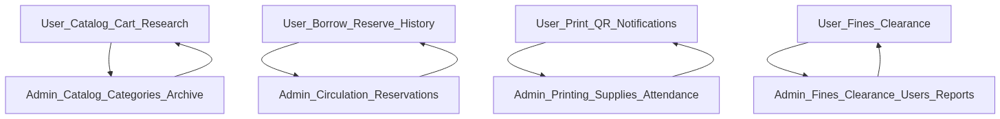 User_Catalog_Cart_Research
User_Borrow_Reserve_History
User_Print_QR_Notifications
User_Fines_Clearance
Admin_Catalog_Categories_Archive
Admin_Circulation_Reservations
Admin_Printing_Supplies_Attendance
Admin_Fines_Clearance_Users_Reports